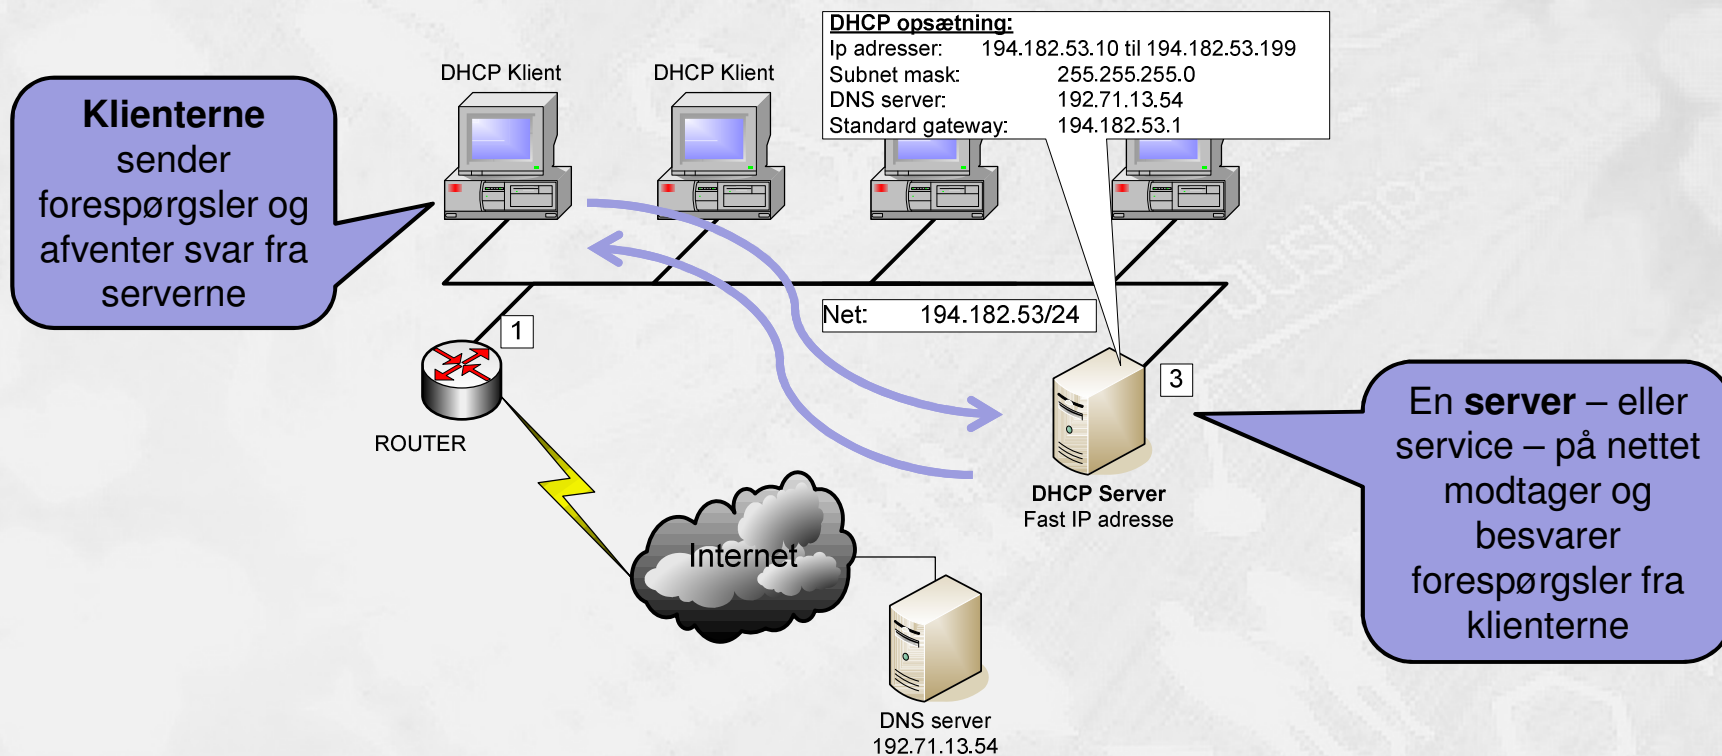 DHCP opsætning:
Ip adresser: 194.182.53.10 til 194.182.53.199
Subnet mask: 255.255.255.0
DNS server: 192.71.13.54
Standard gateway: 194.182.53.1
DHCP Klient
DHCP Klient
Klienterne
sender
forespørgsler og
afventer svar fra
serverne
Net: 194.182.53/24
1
ROUTER
3
DHCP Server
Fast IP adresse
En server – eller
service – på nettet
modtager og
besvarer
forespørgsler fra
klienterne
Internet
DNS server
192.71.13.54